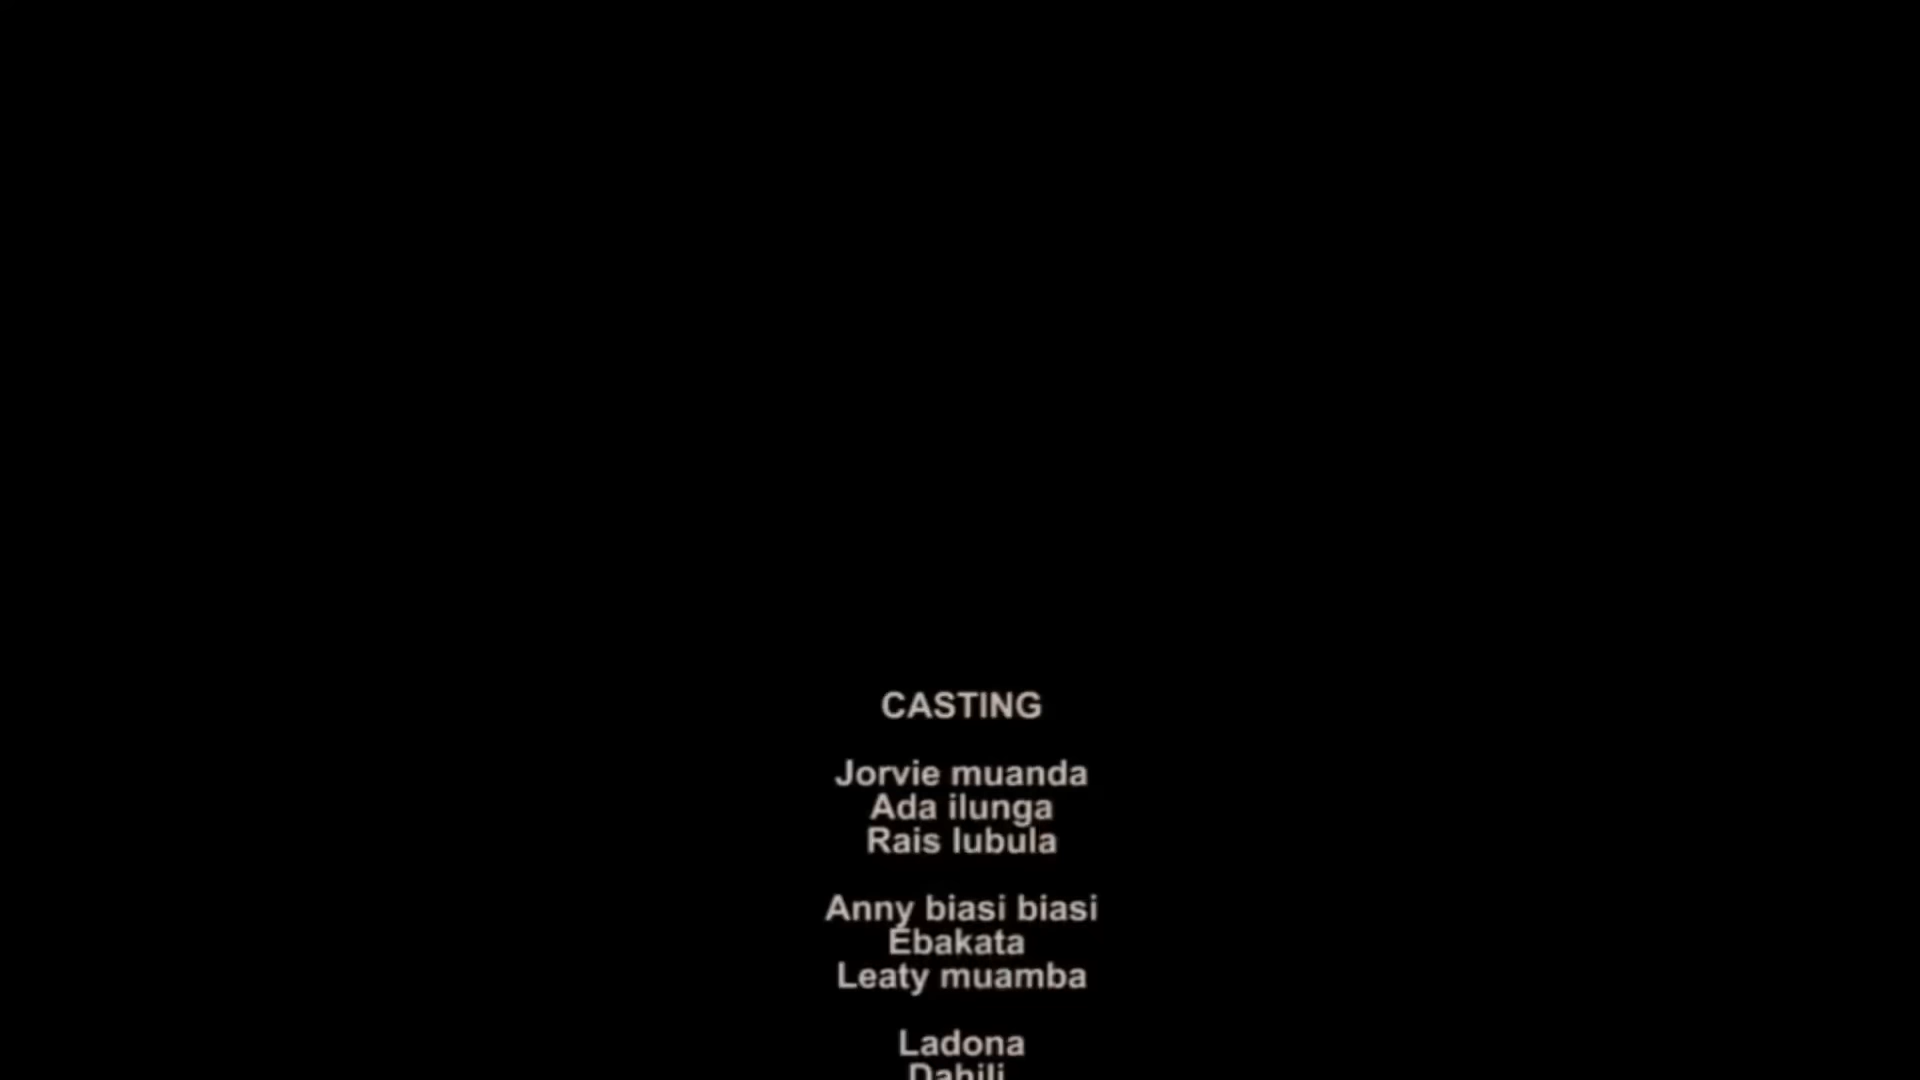 CASTING
Jorvie muanda
Ada ilunga
Rais lubula
Anny biasi biasi
Ebakata
Leaty muamba
Ladona